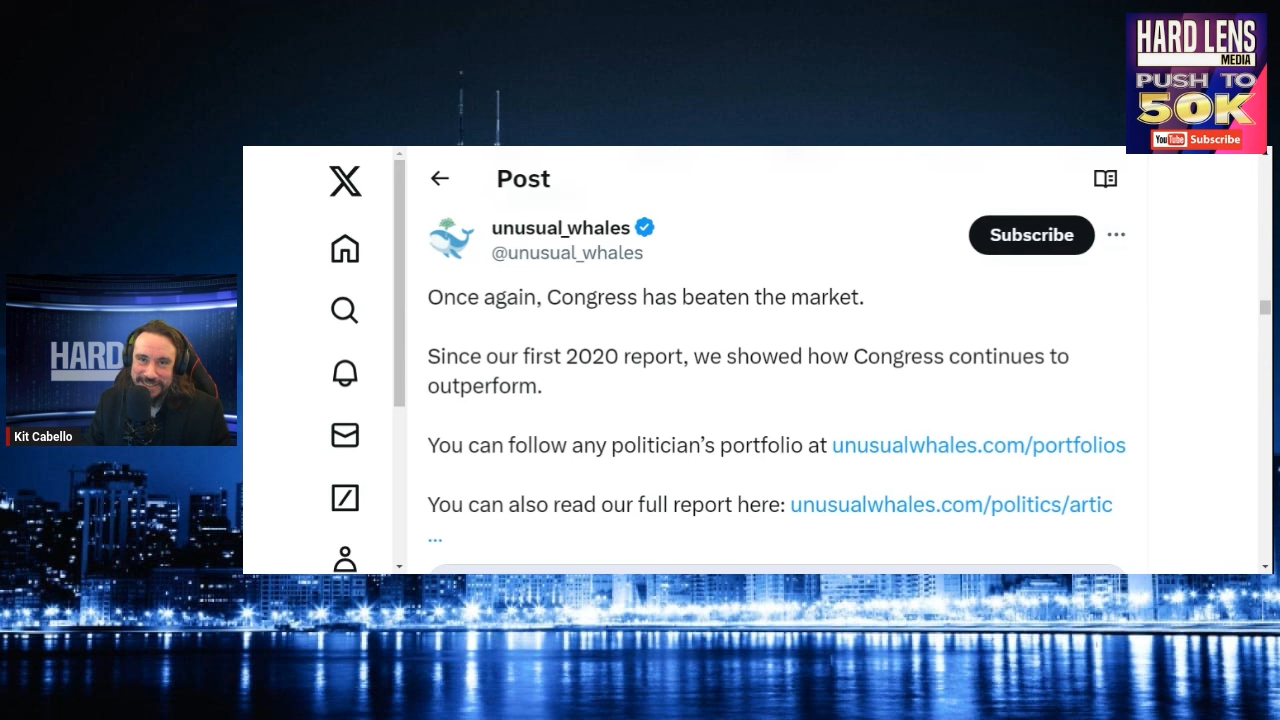 HARD LENS
MEDIA
PUSH TO
50K
YouTube Subscribe
Post
unusual_whales
@unusual_whales
Subscribe
Once again, Congress has beaten the market.
Since our first 2020 report, we showed how Congress continues to
outperform.
You can follow any politician’s portfolio at unusualwhales.com/portfolios
You can also read our full report here: unusualwhales.com/politics/artic
...
HARD
Kit Cabello